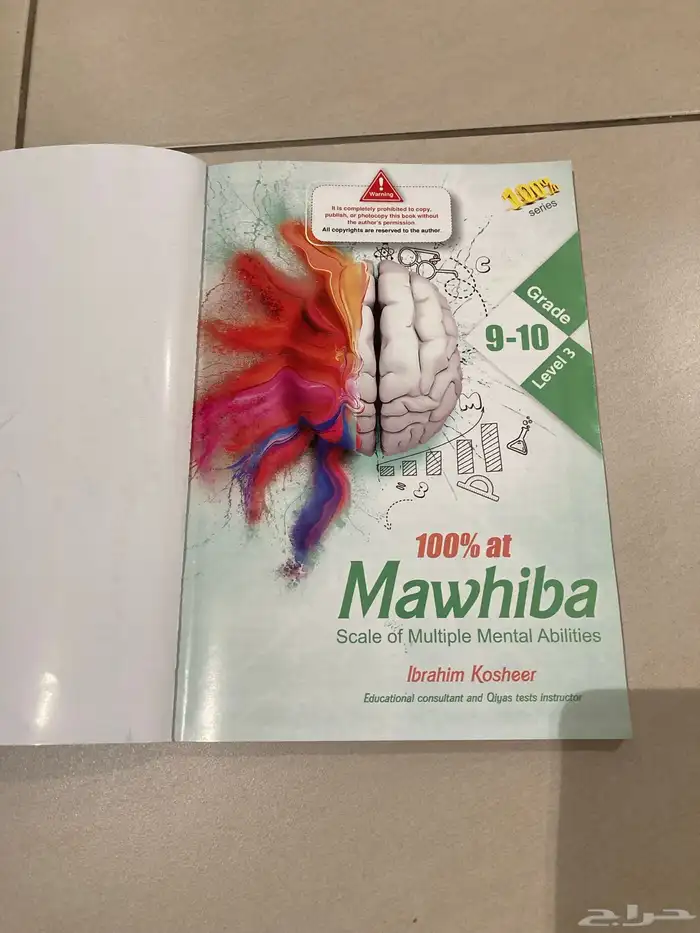 Warning
It is completely prohibited to copy,
publish, or photocopy this book without
the author's permission
All copyrights are reserved to the author
100%
series
Grade
9-10
Level 3
100% at
Mawhiba
Scale of Multiple Mental Abilities
Ibrahim Kosheer
Educational consultant and Qiyas tests instructor
حراج